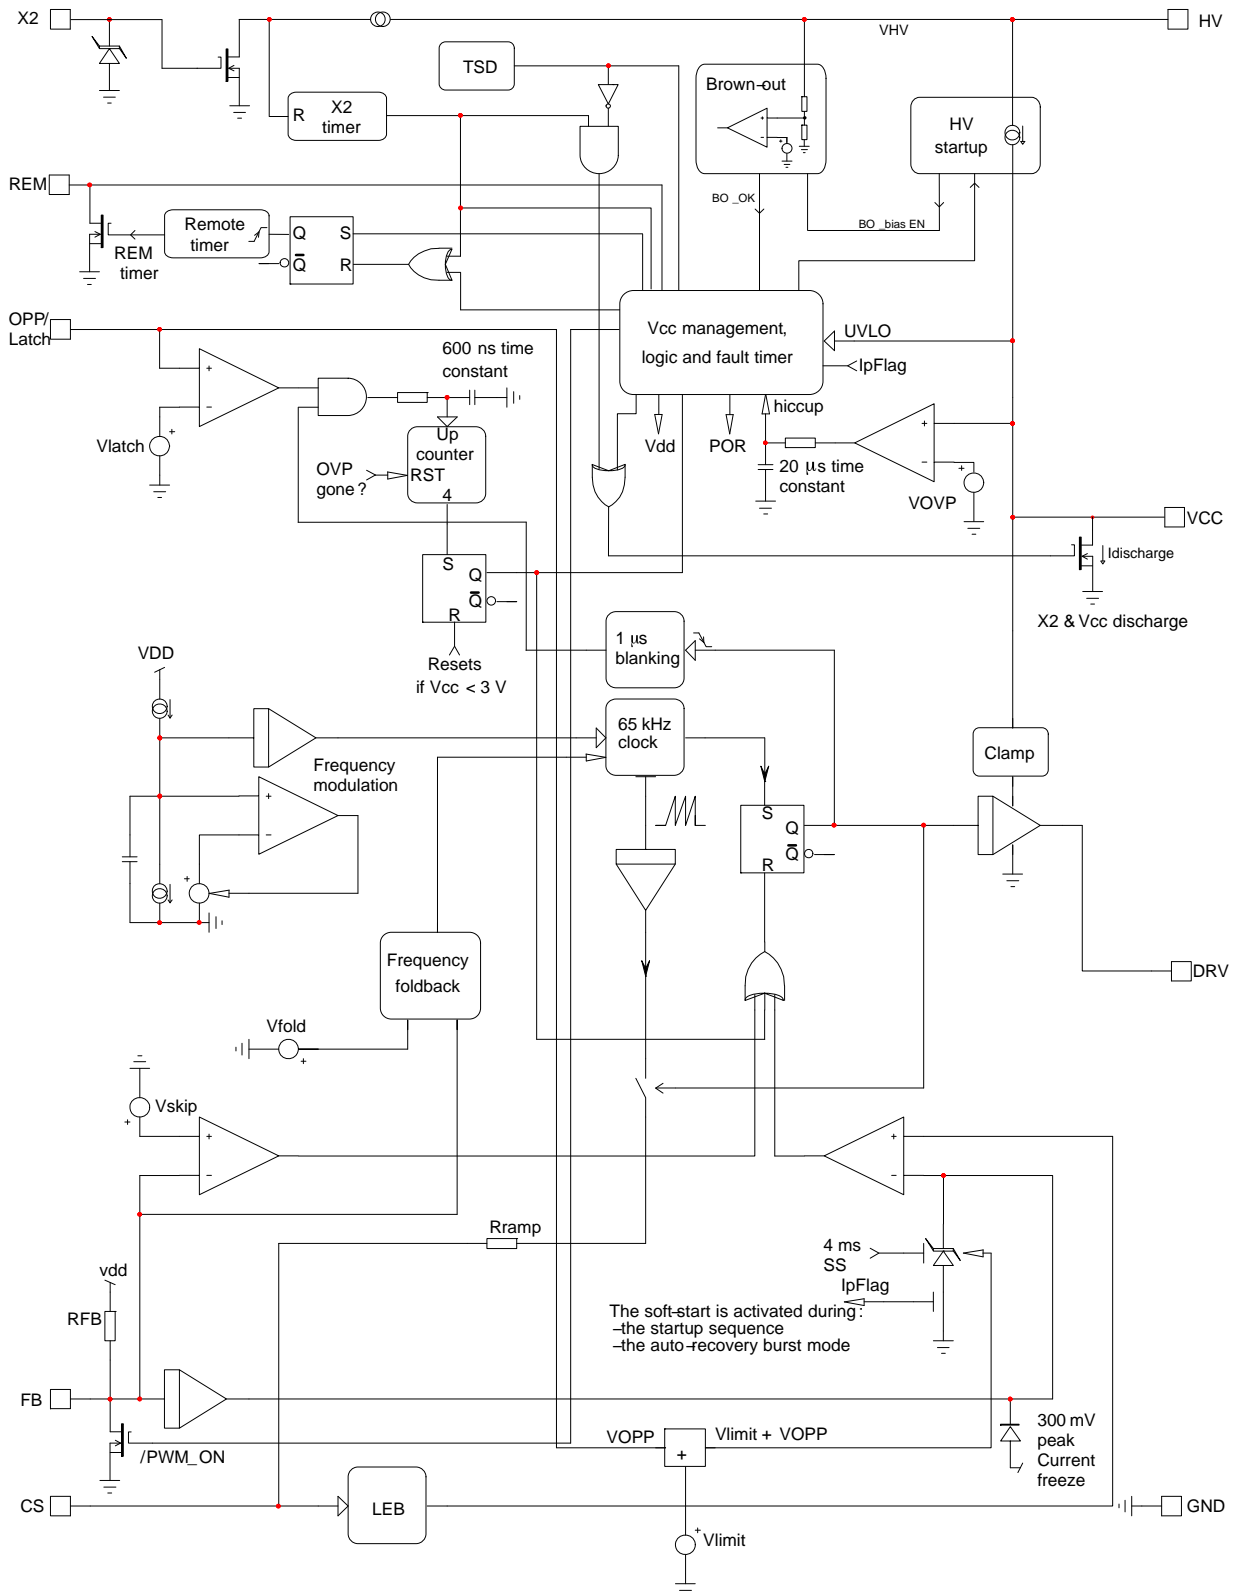 X2
HV
VHV
TSD
Brown-out
R
X2
timer
HV
startup
REM
BO_OK
BO_bias EN
Remote
timer
Q
S
Q
R
REM
timer
OPP/
Latch
Vcc management,
logic and fault timer
UVLO
IpFlag
600 ns time
constant
+
−
hiccup
Vlatch
+
Up
counter
RST
4
OVP
gone?
Vdd
POR
20 μs time
constant
+
−
+
VOVP
VCC
Idischarge
X2 & Vcc discharge
S
Q
Q
R
Resets
if Vcc < 3 V
1 μs
blanking
VDD
65 kHz
clock
Clamp
Frequency
modulation
+
−
+
S
Q
Q
R
Frequency
foldback
DRV
Vfold
+
Vskip
+
+
−
+
−
Rramp
4 ms
SS
IpFlag
vdd
RFB
The soft-start is activated during:
-the startup sequence
-the auto-recovery burst mode
FB
/PWM_ON
VOPP
+
Vlimit + VOPP
300 mV
peak
Current
freeze
CS
LEB
GND
+
Vlimit